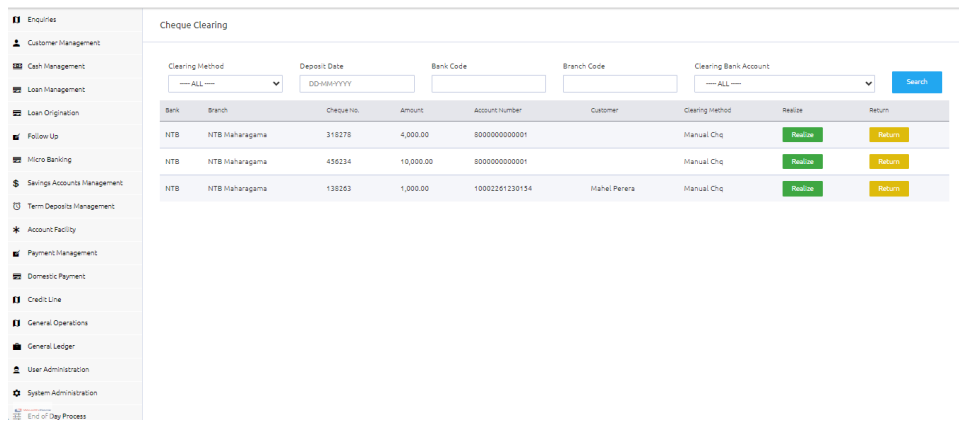 Enquiries
Customer Management
Cash Management
Loan Management
Loan Origination
Follow Up
Micro Banking
Savings Accounts Management
Term Deposits Management
Account Facility
Payment Management
Domestic Payment
Credit Line
General Operations
General Ledger
User Administration
System Administration
End of Day Process
Cheque Clearing
Clearing Method Deposit Date Bank Code Branch Code Clearing Bank Account
---- ALL ---- DD-MM-YYYY ---- ALL ---- Search
Bank Branch Cheque No. Amount Account Number Customer Clearing Method Realize Return
NTB NTB Maharagama 318278 4,000.00 8000000000001 Manual Chq Realize Return
NTB NTB Maharagama 456234 10,000.00 8000000000001 Manual Chq Realize Return
NTB NTB Maharagama 138263 1,000.00 10002261230154 Mahel Perera Manual Chq Realize Return